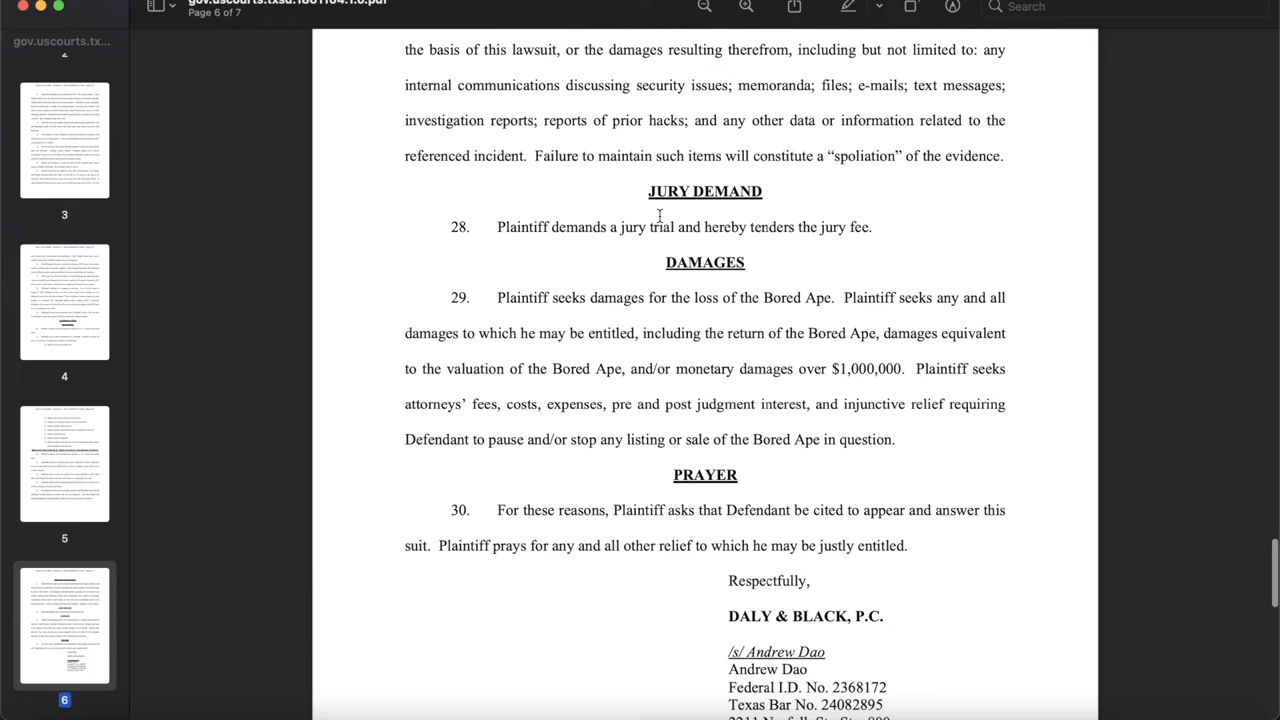 gov.uscourts.txsd.1801184.1.0.pdf
Page 6 of 7
Search
gov.uscourts.tx...
2
3
4
5
6
the basis of this lawsuit, or the damages resulting therefrom, including but not limited to: any
internal communications discussing security issues; memoranda; files; e-mails; text messages;
investigation reports, reports of prior hacks; and any data or information related to the
referenced incident. Failure to maintain such items will constitute a “spoliation” of the evidence.
JURY DEMAND
28. Plaintiff demands a jury trial and hereby tenders the jury fee.
DAMAGES
29. Plaintiff seeks damages for the loss of the Bored Ape. Plaintiff seeks any and all
damages to which he may be entitled, including the return of the Bored Ape, damages equivalent
to the valuation of the Bored Ape, and/or monetary damages over $1,000,000. Plaintiff seeks
attorneys’ fees, costs, expenses, pre and post judgment interest, and injunctive relief requiring
Defendant to cease and/or stop any listing or sale of the Bored Ape in question.
PRAYER
30. For these reasons, Plaintiff asks that Defendant be cited to appear and answer this
suit. Plaintiff prays for any and all other relief to which he may be justly entitled.
Respectfully,
BLACK, P.C.
/s/ Andrew Dao
Andrew Dao
Federal I.D. No. 2368172
Texas Bar No. 24082895